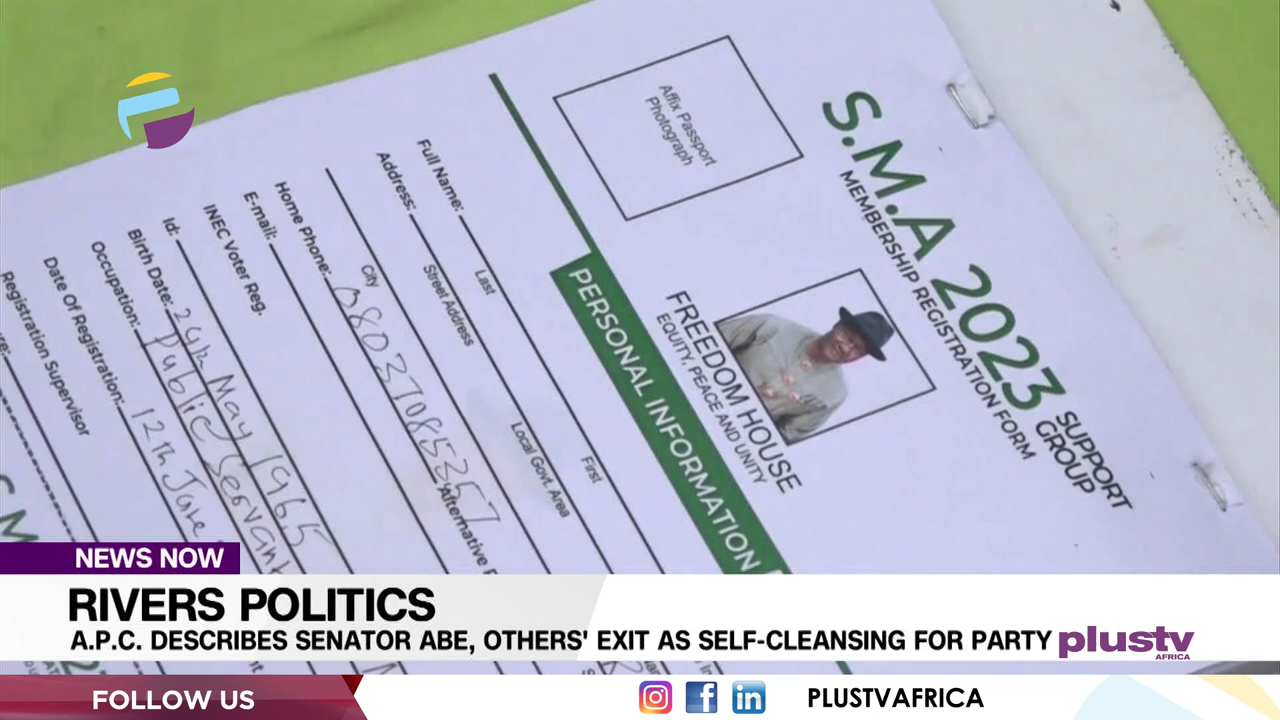 S.M.A 2023
SUPPORT
GROUP
MEMBERSHIP REGISTRATION FORM
FREEDOM HOUSE
EQUITY, PEACE AND UNITY
Affix Passport
Photograph
PERSONAL INFORMATION
Full Name:
Last
First
Address:
Street Address
Local Govt. Area
City
Home Phone: 08037085257
Alternative
E-mail:
INEC Voter Reg.
Id:
Birth Date: 24th May 1965
Occupation: Public Servant
Date Of Registration: 12th June
Registration Supervisor
NEWS NOW
RIVERS POLITICS
A.P.C. DESCRIBES SENATOR ABE, OTHERS' EXIT AS SELF-CLEANSING FOR PARTY
plustv
AFRICA
FOLLOW US
PLUSTVAFRICA